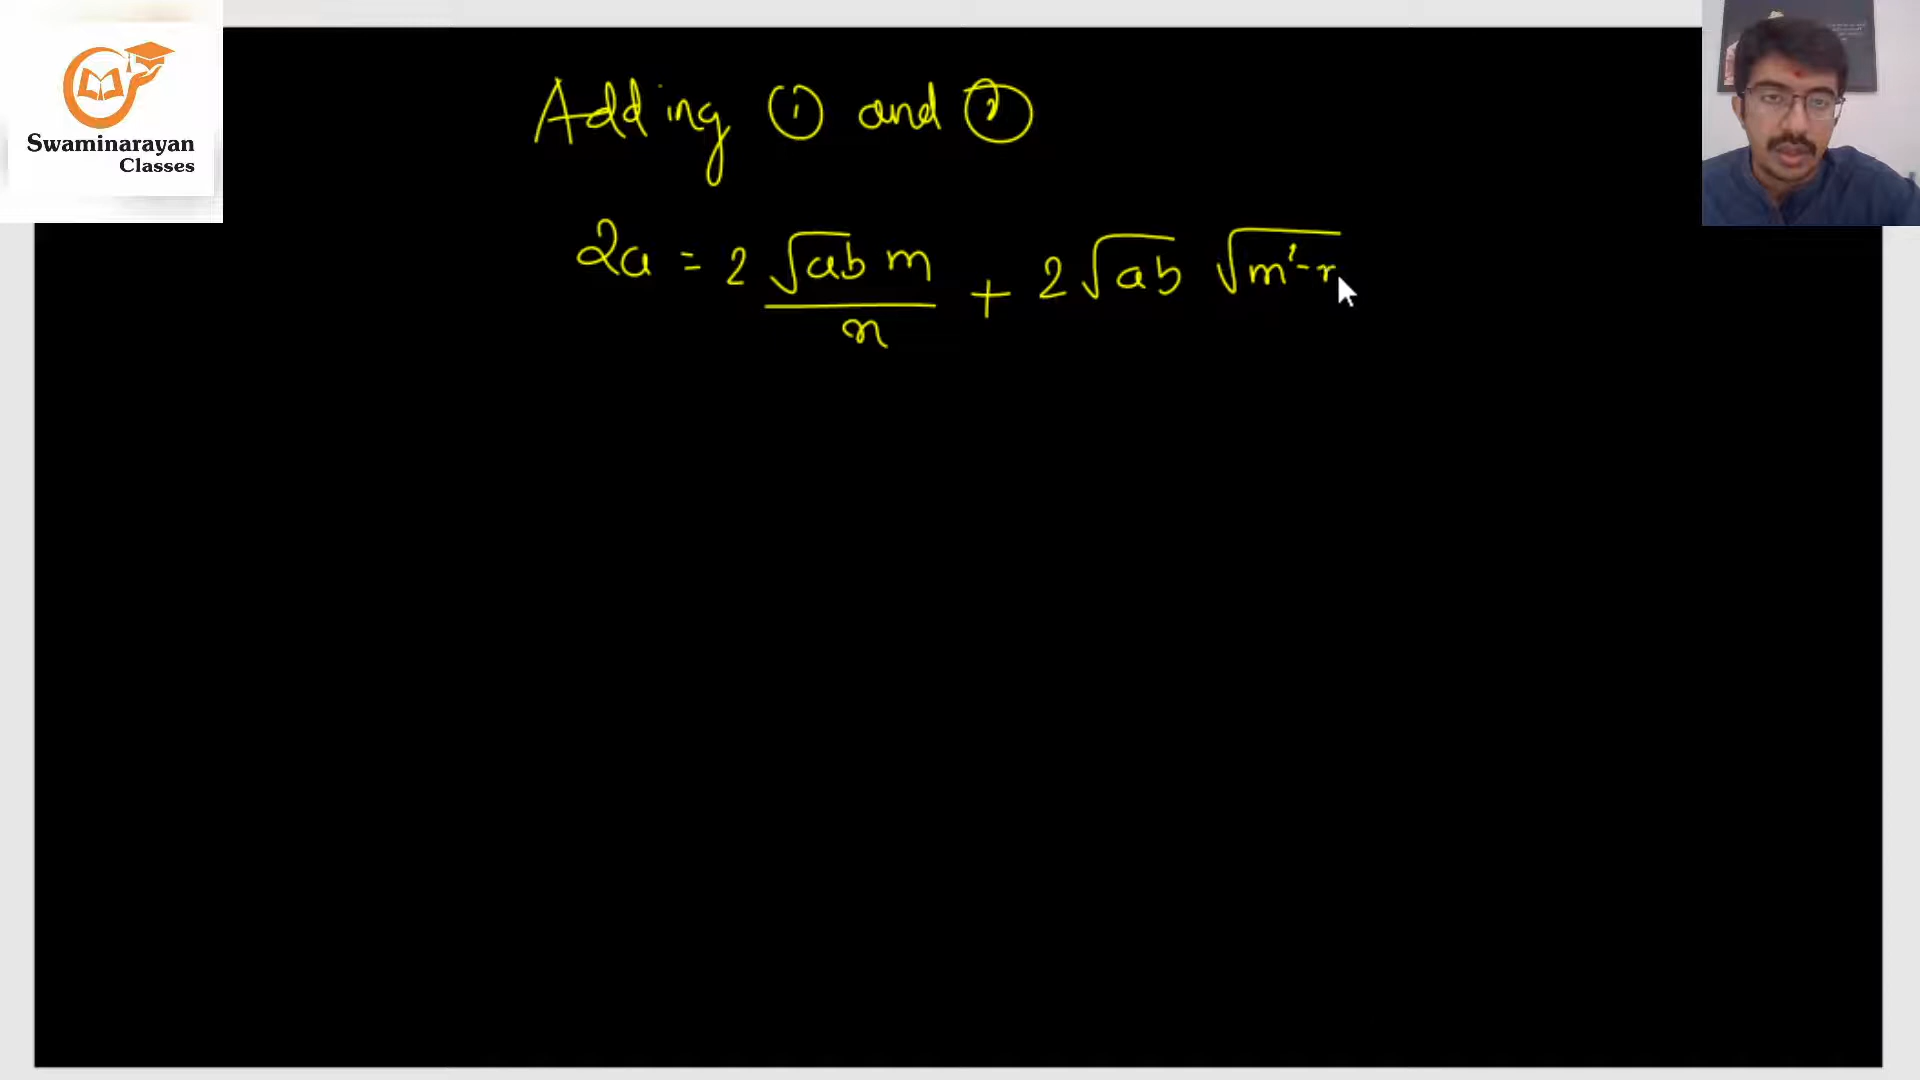 Swaminarayan
Classes
Adding ① and ②
2a = 2 √ab m / n + 2 √ab √m² - n